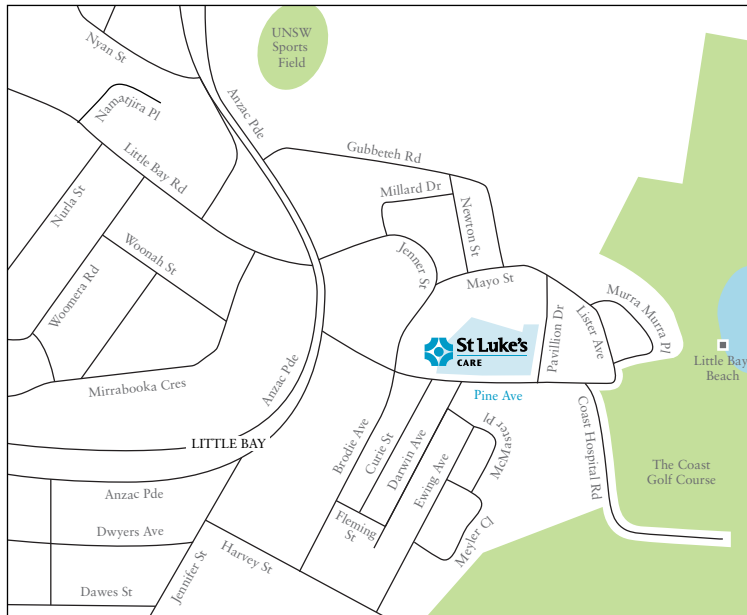 UNSW
Sports
Field
Nyan St
Anzac Pde
Namatjira Pl
Gubbeteh Rd
Little Bay Rd
Millard Dr
Nurla St
Newton St
Woonah St
Jenner St
Mayo St
Woomera Rd
Murra Murra Pl
Lister Ave
Pavillion Dr
St Luke's
CARE
Little Bay
Beach
Mirrabooka Cres
Anzac Pde
Pine Ave
LITTLE BAY
Brodie Ave
Curie St
Darwin Ave
McMaster Pl
Coast Hospital Rd
Ewing Ave
The Coast
Golf Course
Anzac Pde
Fleming
St
Meyler Cl
Dwyers Ave
Harvey St
Jennifer St
Dawes St